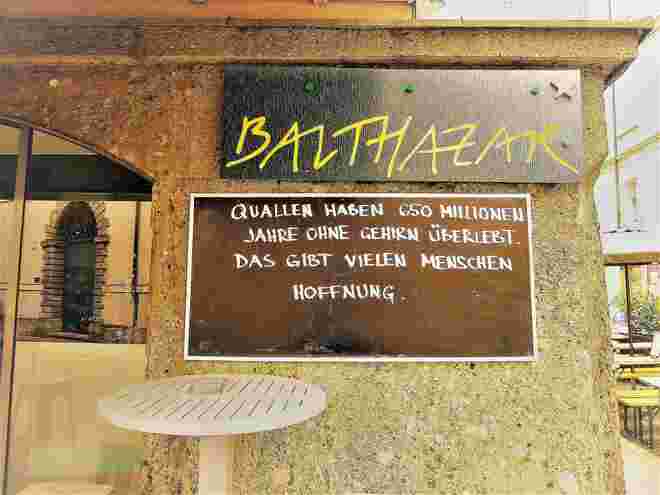 BALTHAZAR
QUALLEN HABEN 650 MILLIONEN
JAHRE OHNE GEHIRN ÜBERLEBT.
DAS GIBT VIELEN MENSCHEN
HOFFNUNG.